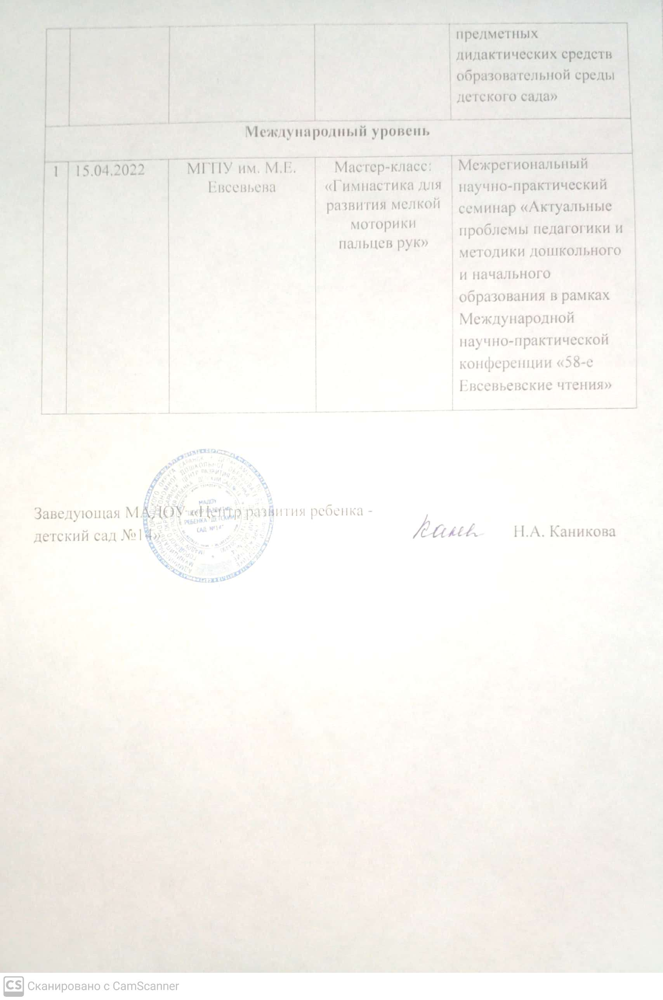 предметных
дидактических средств
образовательной среды
детского сада»
Международный уровень
1
15.04.2022
МГПУ им. М.Е.
Евсевьева
Мастер-класс:
«Гимнастика для
развития мелкой
моторики
пальцев рук»
Межрегиональный
научно-практический
семинар «Актуальные
проблемы педагогики и
методики дошкольного
и начального
образования в рамках
Международной
научно-практической
конференции «58-е
Евсевьевские чтения»
Заведующая МАДОУ «Центр развития ребенка -
детский сад №14»
Н.А. Каникова
МАДОУ
"ЦЕНТР РАЗВИТИЯ
РЕБЕНКА "ДЕТСКИЙ
САД №14"
CS Сканировано с CamScanner